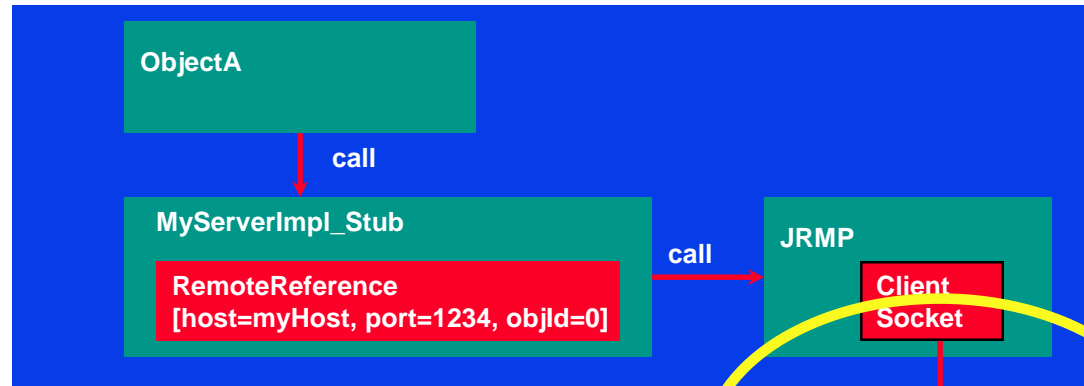 ObjectA
call
MyServerImpl_Stub
RemoteReference
[host=myHost, port=1234, objId=0]
call
JRMP
Client
Socket